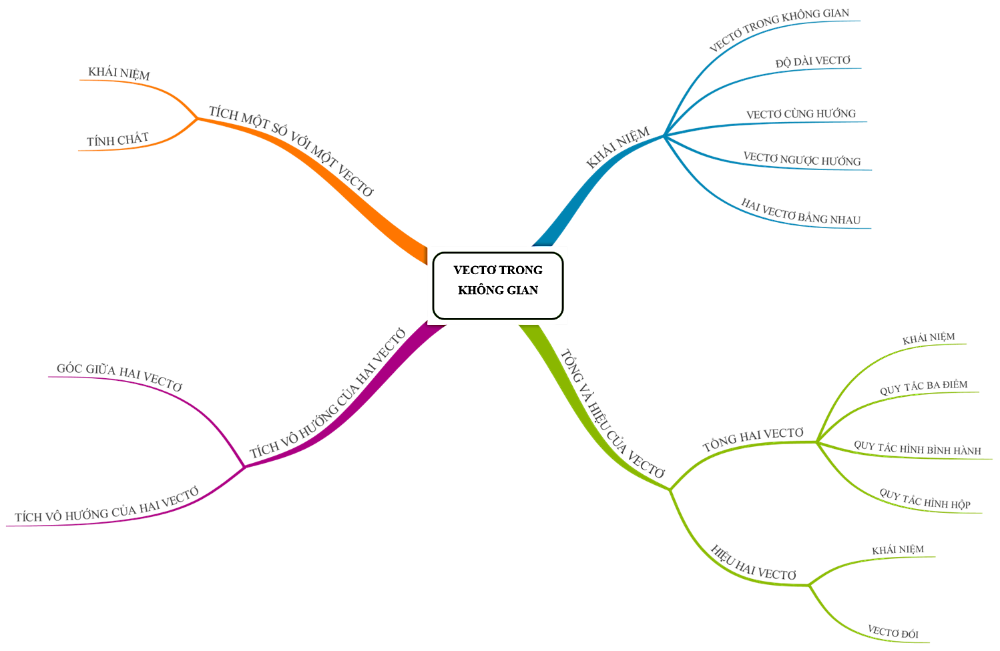 VECTƠ TRONG
KHÔNG GIAN
KHÁI NIỆM
VECTƠ TRONG KHÔNG GIAN
ĐỘ DÀI VECTƠ
VECTƠ CÙNG HƯỚNG
VECTƠ NGƯỢC HƯỚNG
HAI VECTƠ BẰNG NHAU
TỔNG VÀ HIỆU CỦA VECTƠ
TỔNG HAI VECTƠ
KHÁI NIỆM
QUY TẮC BA ĐIỂM
QUY TẮC HÌNH BÌNH HÀNH
QUY TẮC HÌNH HỘP
HIỆU HAI VECTƠ
KHÁI NIỆM
VECTƠ ĐỐI
TÍCH VÔ HƯỚNG CỦA HAI VECTƠ
GÓC GIỮA HAI VECTƠ
TÍCH VÔ HƯỚNG CỦA HAI VECTƠ
TÍCH MỘT SỐ VỚI MỘT VECTƠ
KHÁI NIỆM
TÍNH CHẤT